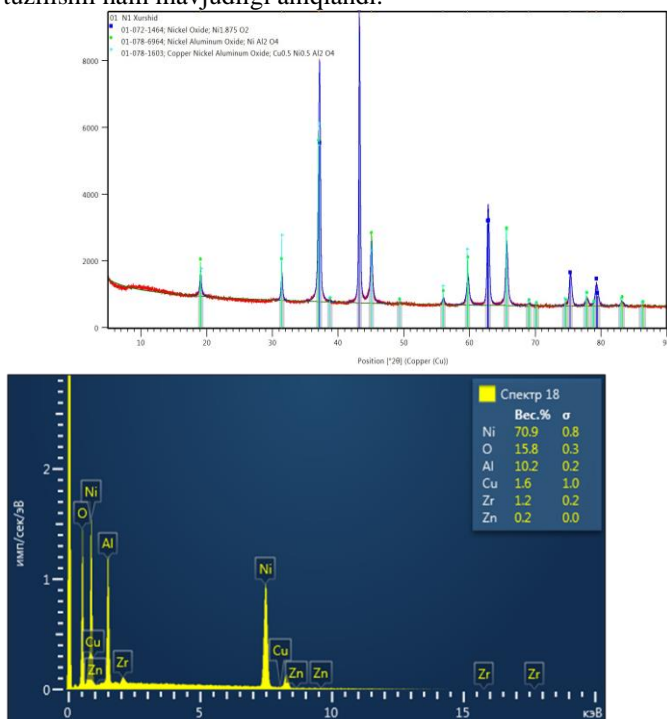 tuzilishi ham mavjudligi aniqlandi.
01 N1 Xurshid
01-072-1464; Nickel Oxide; Ni1.875 O2
01-078-6964; Nickel Aluminum Oxide; Ni Al2 O4
01-078-1603; Copper Nickel Aluminum Oxide; Cu0.5 Ni0.5 Al2 O4
8000
6000
4000
2000
0
10 20 30 40 50 60 70 80 90
Position [°2θ] (Copper (Cu))
Спектр 18
Вес.% σ
Ni 70.9 0.8
O 15.8 0.3
Al 10.2 0.2
Cu 1.6 1.0
Zr 1.2 0.2
Zn 0.2 0.0
имп/сек/эВ
2
1
0
O
Ni
Al
Cu
Zn
Zr
Ni
Cu
Zn
Zn
Zr
Zr
0 5 10 15 кэВ